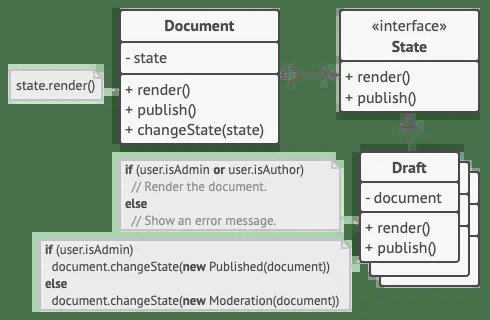 Document
- state
+ render()
+ publish()
+ changeState(state)
«interface»
State
+ render()
+ publish()
state.render()
if (user.isAdmin or user.isAuthor)
// Render the document.
else
// Show an error message.
Draft
- document
+ render()
+ publish()
if (user.isAdmin)
document.changeState(new Published(document))
else
document.changeState(new Moderation(document))